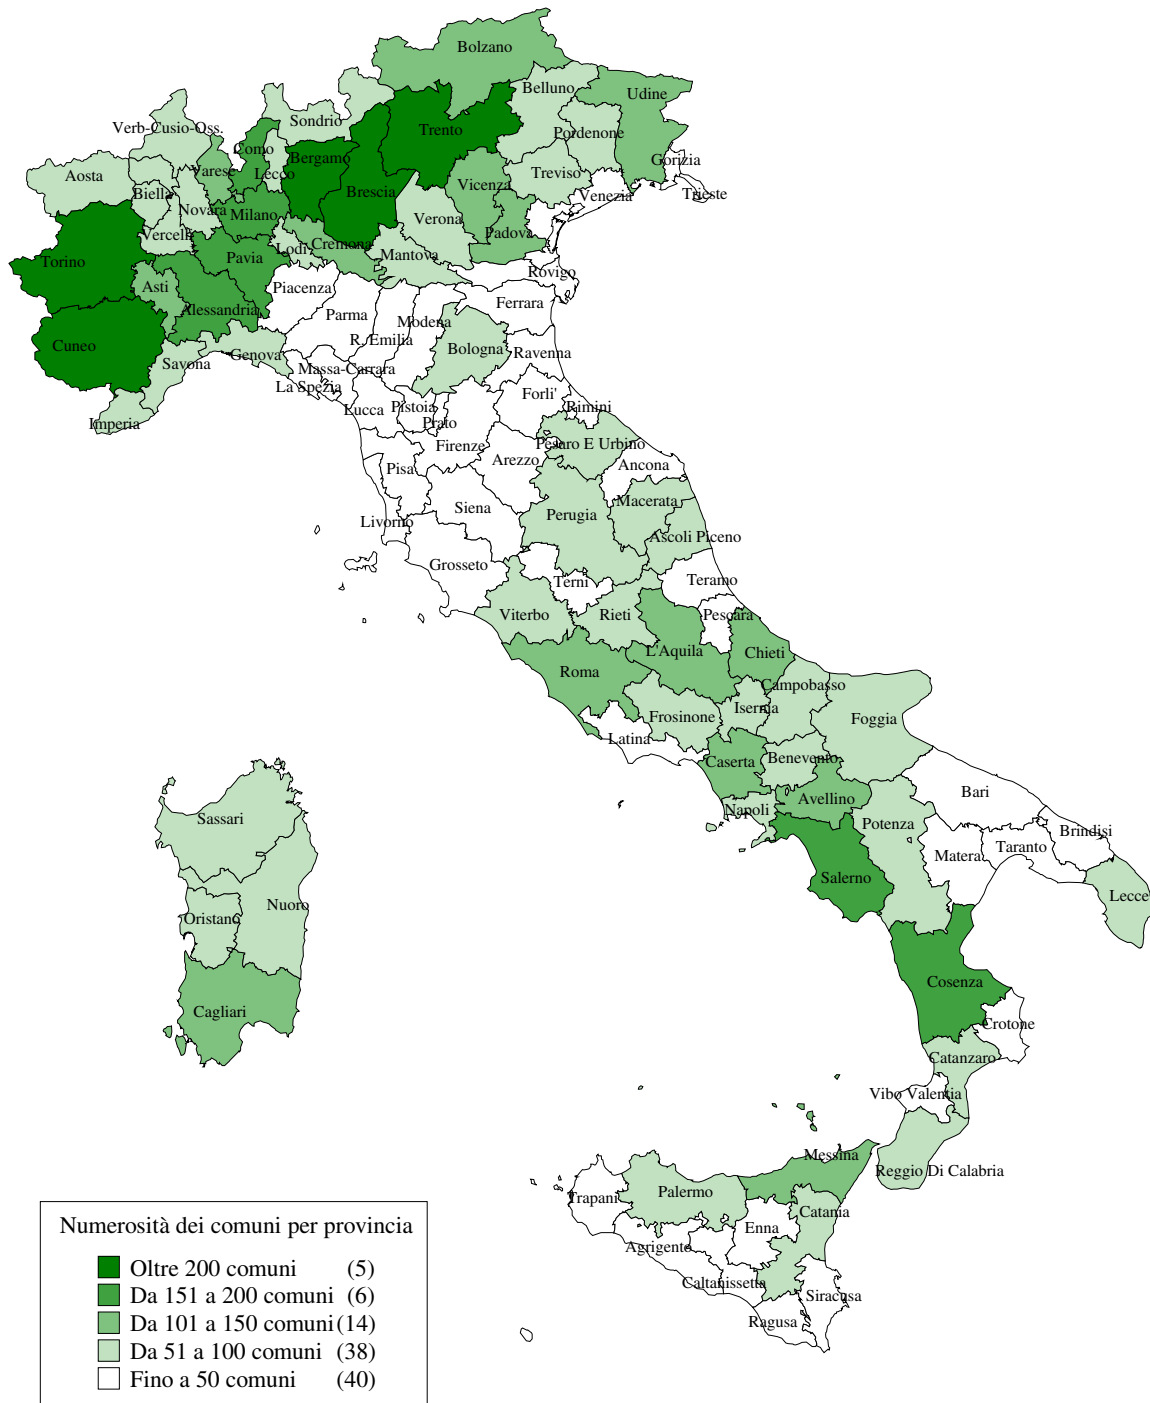 Bolzano
Belluno
Udine
Verb-Cusio-Oss.
Sondrio
Trento
Pordenone
Como
Bergamo
Gorizia
Aosta
Varese
Lecco
Treviso
Biella
Brescia
Vicenza
Trieste
Venezia
Novara
Milano
Verona
Vercelli
Padova
Lodi
Cremona
Mantova
Torino
Pavia
Rovigo
Asti
Piacenza
Alessandria
Parma
Ferrara
Modena
Cuneo
R. Emilia
Bologna
Ravenna
Savona
Genova
Massa-Carrara
La Spezia
Forli'
Lucca
Pistoia
Rimini
Imperia
Prato
Firenze
Pesaro E Urbino
Pisa
Arezzo
Ancona
Siena
Perugia
Macerata
Livorno
Ascoli Piceno
Grosseto
Terni
Teramo
Viterbo
Rieti
Pescara
Roma
L'Aquila
Chieti
Campobasso
Isernia
Frosinone
Foggia
Latina
Caserta
Benevento
Bari
Avellino
Napoli
Sassari
Potenza
Brindisi
Matera
Taranto
Salerno
Lecce
Nuoro
Oristano
Cosenza
Cagliari
Crotone
Catanzaro
Vibo Valentia
Messina
Reggio Di Calabria
Trapani
Palermo
Catania
Enna
Agrigento
Caltanissetta
Siracusa
Ragusa
Numerosità dei comuni per provincia
Oltre 200 comuni (5)
Da 151 a 200 comuni (6)
Da 101 a 150 comuni (14)
Da 51 a 100 comuni (38)
Fino a 50 comuni (40)